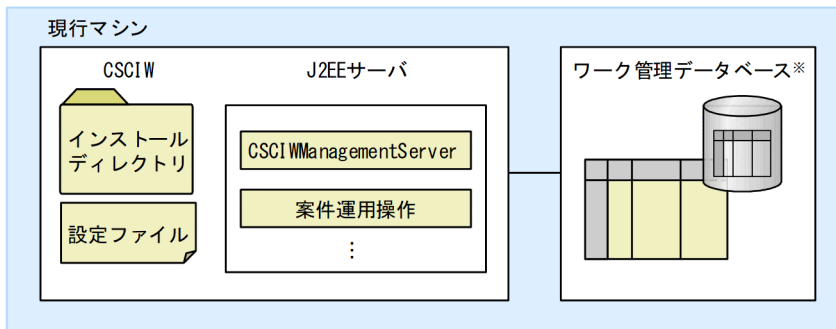 現行マシン
CSCIW
J2EEサーバ
ワーク管理データベース※
インストール
ディレクトリ
CSCIWManagementServer
案件運用操作
設定ファイル
⋮